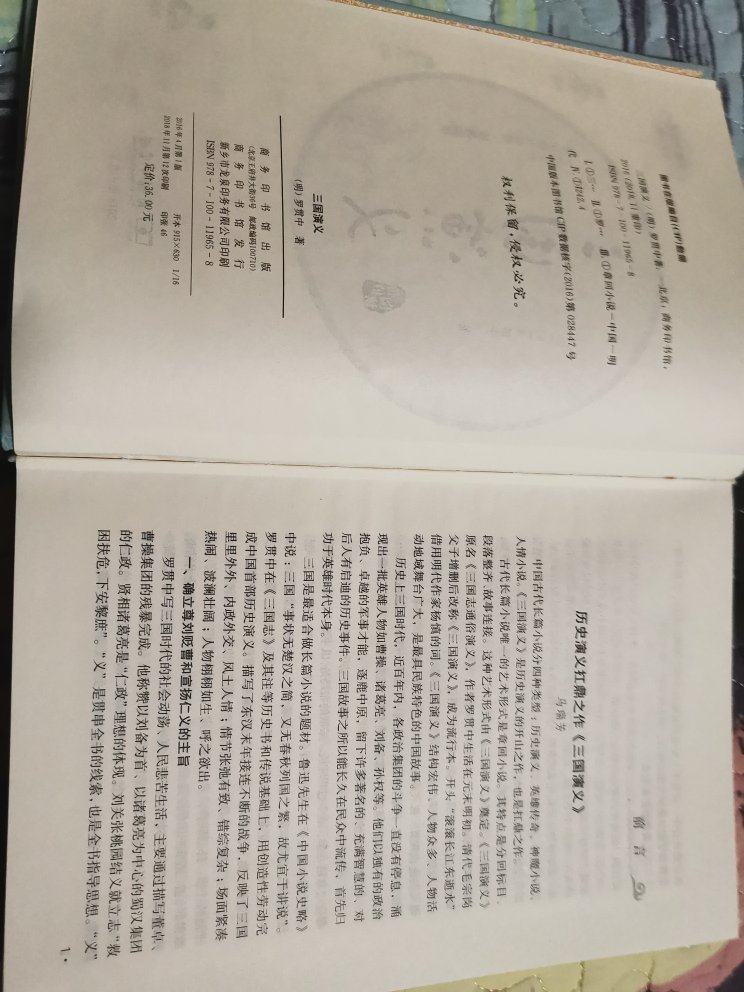 图书在版编目(CIP)数据
三国演义/(明)罗贯中著.—北京:商务印书馆,
2016(2018.11重印)
ISBN 978-7-100-11965-8
Ⅰ.①三… Ⅱ.①罗… Ⅲ.①章回小说-中国-明
代 Ⅳ.①I242.4
中国版本图书馆CIP数据核字(2016)第028447号
权利保留,侵权必究。
三国演义
(明)罗贯中 著
商务印书馆出版
(北京王府井大街36号 邮政编码100710)
商务印书馆发行
新乡市龙泉印务有限公司印刷
ISBN 978-7-100-11965-8
2016年4月第1版 开本 915×630 1/16
2018年11月第12次印刷 印张 46
定价:36.00元
前言
历史演义扛鼎之作《三国演义》
马瑞芳
中国古代长篇小说分四种类型:历史演义、英雄传奇、神魔小说、
人情小说。《三国演义》是历史演义的开山之作,也是扛鼎之作。
古代长篇小说唯一的艺术形式是章回小说。其特点是分回标目、
段落整齐、故事连接。这种艺术形式由《三国演义》奠定。《三国演义》
原名《三国志通俗演义》,作者罗贯中生活在元末明初。清代毛宗岗
父子增删后改称《三国演义》,成为流行本,开头“滚滚长江东逝水”
借用明代作家杨慎的词。《三国演义》结构宏伟、人物众多、人物活
动地域舞台广大,是最具民族特色的中国故事。
历史上三国时代,近百年内,各政治集团的斗争一直没有停息,涌
现出一批英雄人物如曹操、诸葛亮、刘备、孙权等。他们以独有的政治
抱负、卓越的军事才能,逐鹿中原,留下许多著名的、充满智慧的、对
后人有启迪的历史事件。三国故事之所以能长久在民众中流传,首先归
功于英雄时代本身。
三国是最适合做长篇小说的题材。鲁迅先生在《中国小说史略》
中说:三国“事状无楚汉之简,又无春秋列国之繁,故尤宜于讲说”。
罗贯中在《三国志》及其注等历史书和传说基础上,用创造性劳动完
成中国首部历史演义。描写了东汉末年接连不断的战争,反映了三国
里里外外、内政外交、风土人情;情节张弛有致、错综复杂;场面紧凑
热闹、波澜壮阔;人物栩栩如生、呼之欲出。
一、确立尊刘贬曹和宣扬仁义的主旨
罗贯中写三国时代的社会动荡、人民悲苦生活,主要通过描写董卓、
曹操集团的残暴完成。他称赞以刘备为首、以诸葛亮为中心的蜀汉集团
的仁政。贤相诸葛亮是“仁政”理想的体现。刘关张桃园结义就立志“救
困扶危,下安黎庶”。“义”是贯串全书的线索,也是全书指导思想。“义”
1·